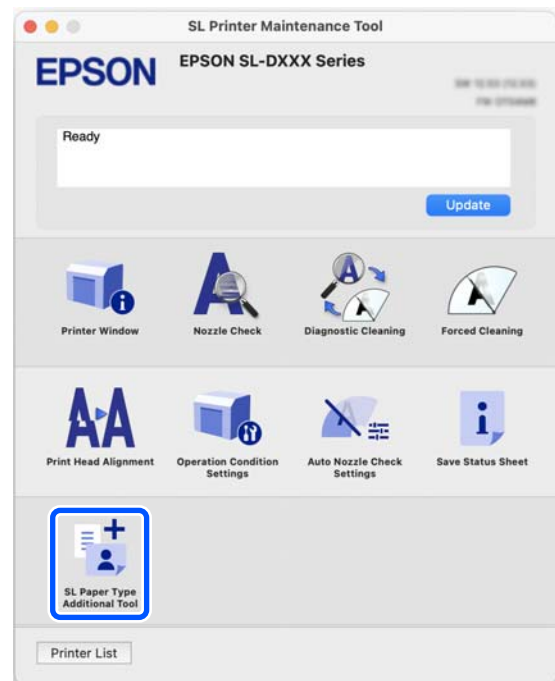 SL Printer Maintenance Tool
EPSON
EPSON SL-DXXX Series
Ready
Update
Printer Window
Nozzle Check
Diagnostic Cleaning
Forced Cleaning
Print Head Alignment
Operation Condition
Settings
Auto Nozzle Check
Settings
Save Status Sheet
SL Paper Type
Additional Tool
Printer List